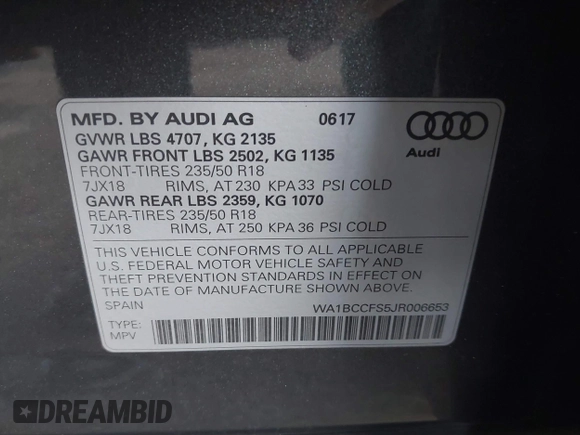 MFD. BY AUDI AG 0617
GVWR LBS 4707, KG 2135
GAWR FRONT LBS 2502, KG 1135
FRONT-TIRES 235/50 R18
7JX18 RIMS, AT 230 KPA 33 PSI COLD
GAWR REAR LBS 2359, KG 1070
REAR-TIRES 235/50 R18
7JX18 RIMS, AT 250 KPA 36 PSI COLD
Audi
THIS VEHICLE CONFORMS TO ALL APPLICABLE
U.S. FEDERAL MOTOR VEHICLE SAFETY AND
THEFT PREVENTION STANDARDS IN EFFECT ON
THE DATE OF MANUFACTURE SHOWN ABOVE.
SPAIN WA1BCCFS5JR006653
TYPE:
MPV
DREAMBID